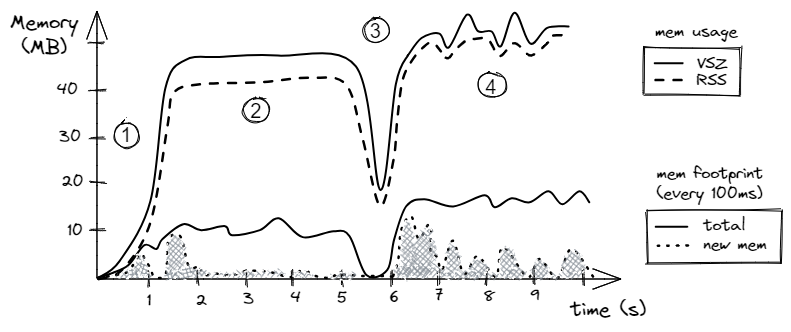 Memory
(MB)
40
30
20
10
1
2
3
4
1
2
3
4
5
6
7
8
9
time (s)
mem usage
VSZ
RSS
mem footprint
(every 100ms)
total
new mem